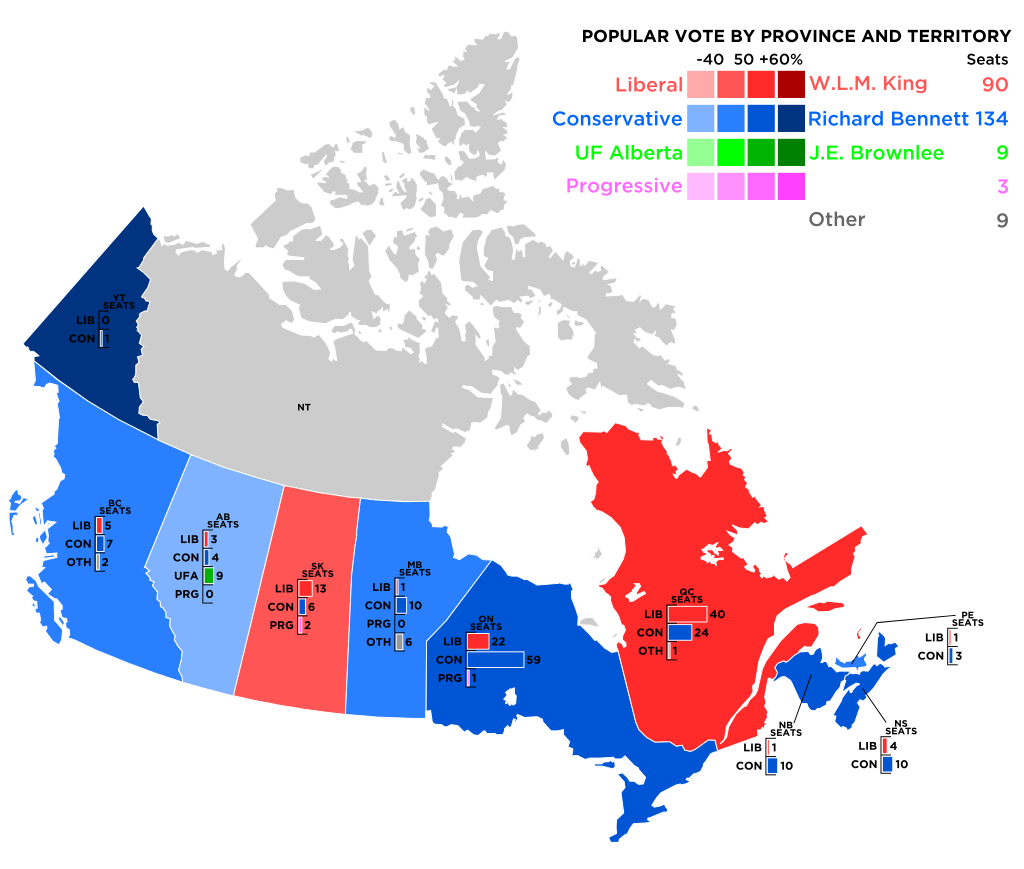 POPULAR VOTE BY PROVINCE AND TERRITORY
-40 50 +60% Seats
Liberal W.L.M. King 90
Conservative Richard Bennett 134
UF Alberta J.E. Brownlee 9
Progressive 3
Other 9
YT
SEATS
LIB 0
CON 1
NT
BC
SEATS
LIB 5
CON 7
OTH 2
AB
SEATS
LIB 3
CON 4
UFA 9
PRG 0
SK
SEATS
LIB 13
CON 6
PRG 2
MB
SEATS
LIB 1
CON 10
PRG 0
OTH 6
ON
SEATS
LIB 22
CON 59
PRG 1
QC
SEATS
LIB 40
CON 24
OTH 1
PE
SEATS
LIB 1
CON 3
NB
SEATS
LIB 1
CON 10
NS
SEATS
LIB 4
CON 10